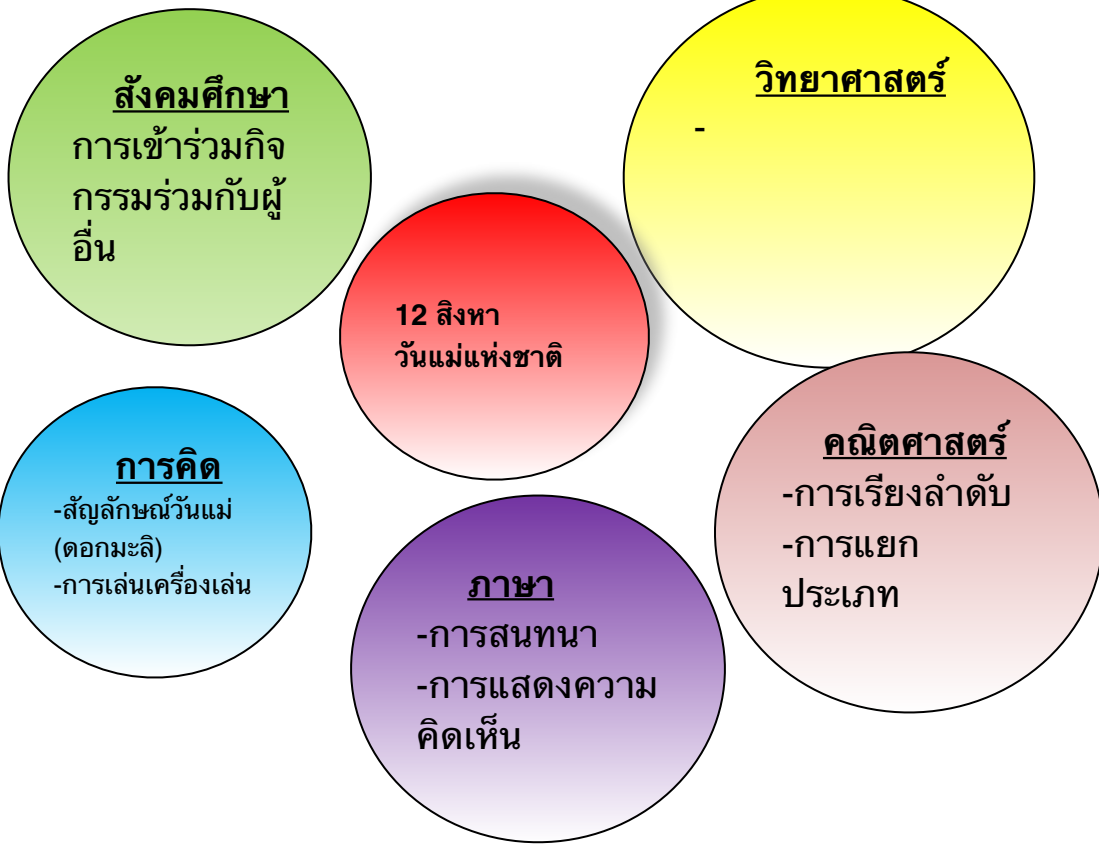 สังคมศึกษา
การเข้าร่วมกิจ
กรรมร่วมกับผู้
อื่น
วิทยาศาสตร์
-
12 สิงหา
วันแม่แห่งชาติ
การคิด
-สัญลักษณ์วันแม่
(ดอกมะลิ)
-การเล่นเครื่องเล่น
คณิตศาสตร์
-การเรียงลำดับ
-การแยก
ประเภท
ภาษา
-การสนทนา
-การแสดงความ
คิดเห็น